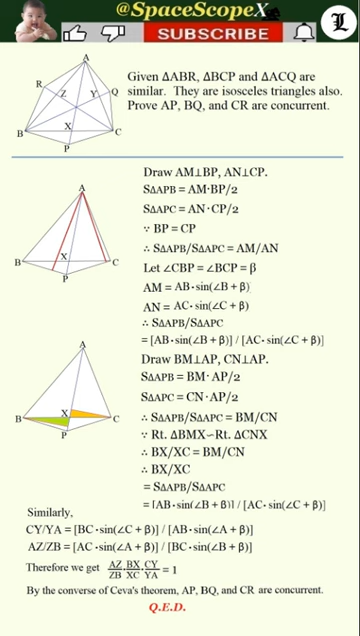 @SpaceScopeX
SUBSCRIBE
L
Given ΔABR, ΔBCP and ΔACQ are
similar. They are isosceles triangles also.
Prove AP, BQ, and CR are concurrent.
A
R
Z
Y
Q
B
X
C
P
Draw AM⊥BP, AN⊥CP.
SΔAPB = AM·BP/2
SΔAPC = AN·CP/2
∵ BP = CP
∴ SΔAPB/SΔAPC = AM/AN
Let ∠CBP = ∠BCP = β
AM = AB·sin(∠B + β)
AN = AC·sin(∠C + β)
∴ SΔAPB/SΔAPC
= [AB·sin(∠B + β)] / [AC·sin(∠C + β)]
A
B
X
C
P
Draw BM⊥AP, CN⊥AP.
SΔAPB = BM· AP/2
SΔAPC = CN·AP/2
∴ SΔAPB/SΔAPC = BM/CN
∵ Rt. ΔBMX∽Rt. ΔCNX
∴ BX/XC = BM/CN
∴ BX/XC
= SΔAPB/SΔAPC
= [AB·sin(∠B + β)] / [AC·sin(∠C + β)]
A
B
X
C
P
Similarly,
CY/YA = [BC·sin(∠C + β)] / [AB·sin(∠A + β)]
AZ/ZB = [AC·sin(∠A + β)] / [BC·sin(∠B + β)]
Therefore we get AZ/ZB·BX/XC·CY/YA = 1
By the converse of Ceva's theorem, AP, BQ, and CR are concurrent.
Q.E.D.